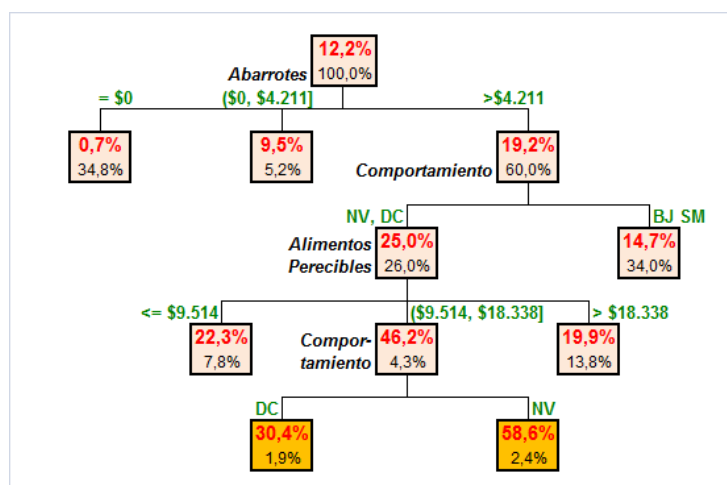 12,2%
Abarrotes 100,0%
= $0 ($0, $4.211] >$4.211
0,7% 9,5% 19,2%
34,8% 5,2% Comportamiento 60,0%
NV, DC BJ SM
Alimentos 25,0% 14,7%
Perecibles 26,0% 34,0%
<= $9.514 ($9.514, $18.338] > $18.338
22,3% Compor- 46,2% 19,9%
7,8% tamiento 4,3% 13,8%
DC NV
30,4% 58,6%
1,9% 2,4%